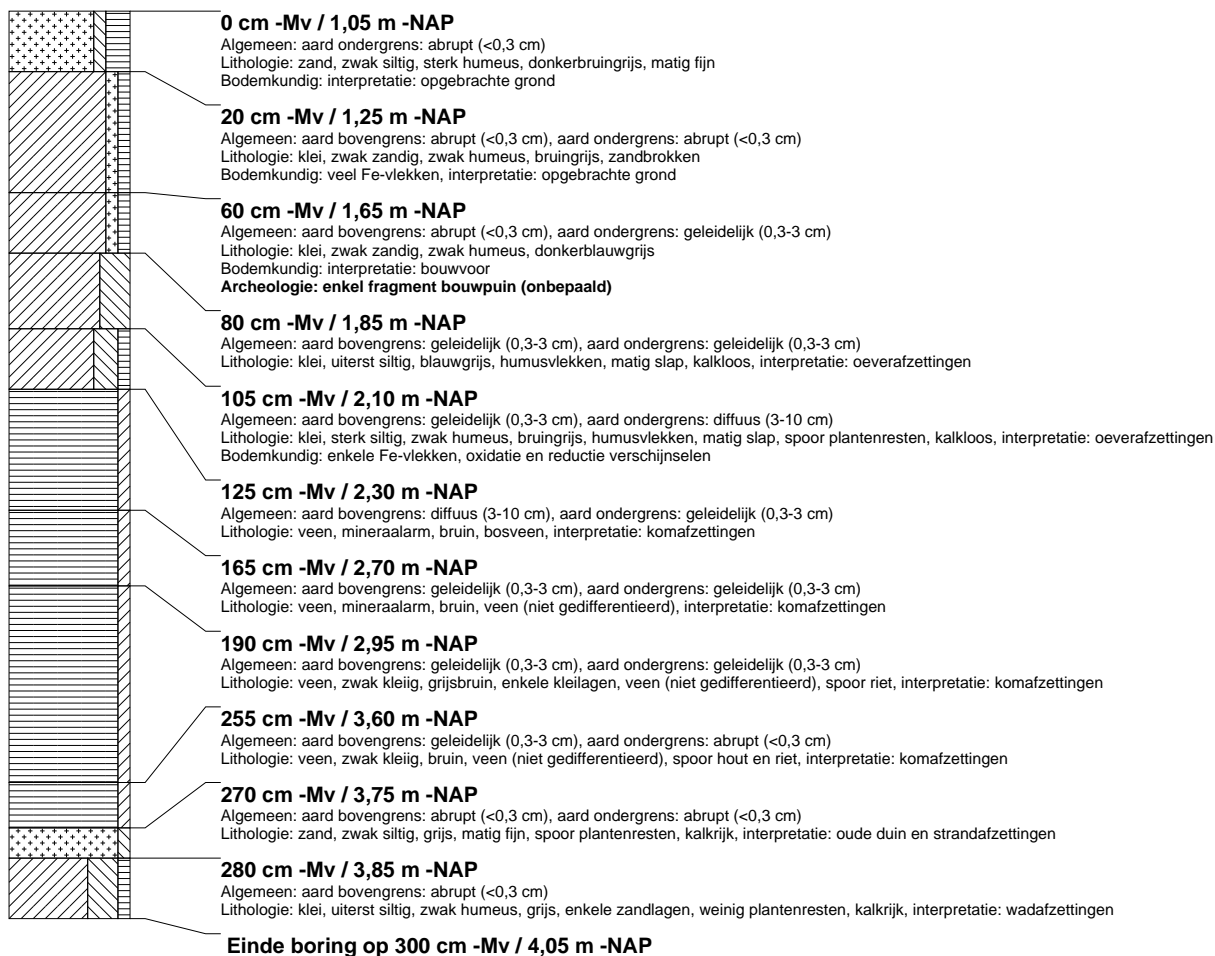 0 cm -Mv / 1,05 m -NAP
Algemeen: aard ondergrens: abrupt (<0,3 cm)
Lithologie: zand, zwak siltig, sterk humeus, donkerbruingrijs, matig fijn
Bodemkundig: interpretatie: opgebrachte grond
20 cm -Mv / 1,25 m -NAP
Algemeen: aard bovengrens: abrupt (<0,3 cm), aard ondergrens: abrupt (<0,3 cm)
Lithologie: klei, zwak zandig, zwak humeus, bruingrijs, zandbrokken
Bodemkundig: veel Fe-vlekken, interpretatie: opgebrachte grond
60 cm -Mv / 1,65 m -NAP
Algemeen: aard bovengrens: abrupt (<0,3 cm), aard ondergrens: geleidelijk (0,3-3 cm)
Lithologie: klei, zwak zandig, zwak humeus, donkerblauwgrijs
Bodemkundig: interpretatie: bouwvoor
Archeologie: enkel fragment bouwpuin (onbepaald)
80 cm -Mv / 1,85 m -NAP
Algemeen: aard bovengrens: geleidelijk (0,3-3 cm), aard ondergrens: geleidelijk (0,3-3 cm)
Lithologie: klei, uiterst siltig, blauwgrijs, humusvlekken, matig slap, kalkloos, interpretatie: oeverafzettingen
105 cm -Mv / 2,10 m -NAP
Algemeen: aard bovengrens: geleidelijk (0,3-3 cm), aard ondergrens: diffuus (3-10 cm)
Lithologie: klei, sterk siltig, zwak humeus, bruingrijs, humusvlekken, matig slap, spoor plantenresten, kalkloos, interpretatie: oeverafzettingen
Bodemkundig: enkele Fe-vlekken, oxidatie en reductie verschijnselen
125 cm -Mv / 2,30 m -NAP
Algemeen: aard bovengrens: diffuus (3-10 cm), aard ondergrens: geleidelijk (0,3-3 cm)
Lithologie: veen, mineraalarm, bruin, bosveen, interpretatie: komafzettingen
165 cm -Mv / 2,70 m -NAP
Algemeen: aard bovengrens: geleidelijk (0,3-3 cm), aard ondergrens: geleidelijk (0,3-3 cm)
Lithologie: veen, mineraalarm, bruin, veen (niet gedifferentieerd), interpretatie: komafzettingen
190 cm -Mv / 2,95 m -NAP
Algemeen: aard bovengrens: geleidelijk (0,3-3 cm), aard ondergrens: geleidelijk (0,3-3 cm)
Lithologie: veen, zwak kleiig, grijsbruin, enkele kleilagen, veen (niet gedifferentieerd), spoor riet, interpretatie: komafzettingen
255 cm -Mv / 3,60 m -NAP
Algemeen: aard bovengrens: geleidelijk (0,3-3 cm), aard ondergrens: abrupt (<0,3 cm)
Lithologie: veen, zwak kleiig, bruin, veen (niet gedifferentieerd), spoor hout en riet, interpretatie: komafzettingen
270 cm -Mv / 3,75 m -NAP
Algemeen: aard bovengrens: abrupt (<0,3 cm), aard ondergrens: abrupt (<0,3 cm)
Lithologie: zand, zwak siltig, grijs, matig fijn, spoor plantenresten, kalkrijk, interpretatie: oude duin en strandafzettingen
280 cm -Mv / 3,85 m -NAP
Algemeen: aard bovengrens: abrupt (<0,3 cm)
Lithologie: klei, uiterst siltig, zwak humeus, grijs, enkele zandlagen, weinig plantenresten, kalkrijk, interpretatie: wadafzettingen
Einde boring op 300 cm -Mv / 4,05 m -NAP